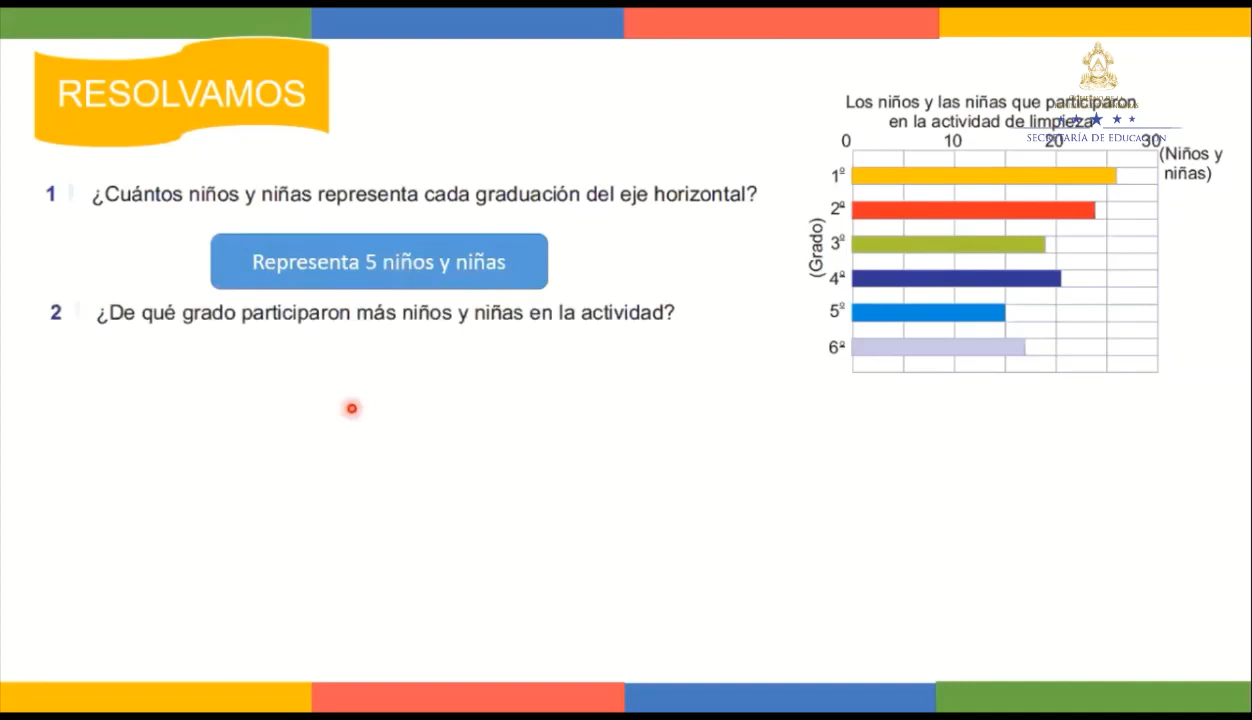 RESOLVAMOS
Los niños y las niñas que participaron
en la actividad de limpieza
SECRETARÍA DE EDUCACIÓN
0 10 20 30
(Niños y
niñas)
1 ¿Cuántos niños y niñas representa cada graduación del eje horizontal?
Representa 5 niños y niñas
2 ¿De qué grado participaron más niños y niñas en la actividad?
(Grado)
1º
2º
3º
4º
5º
6º